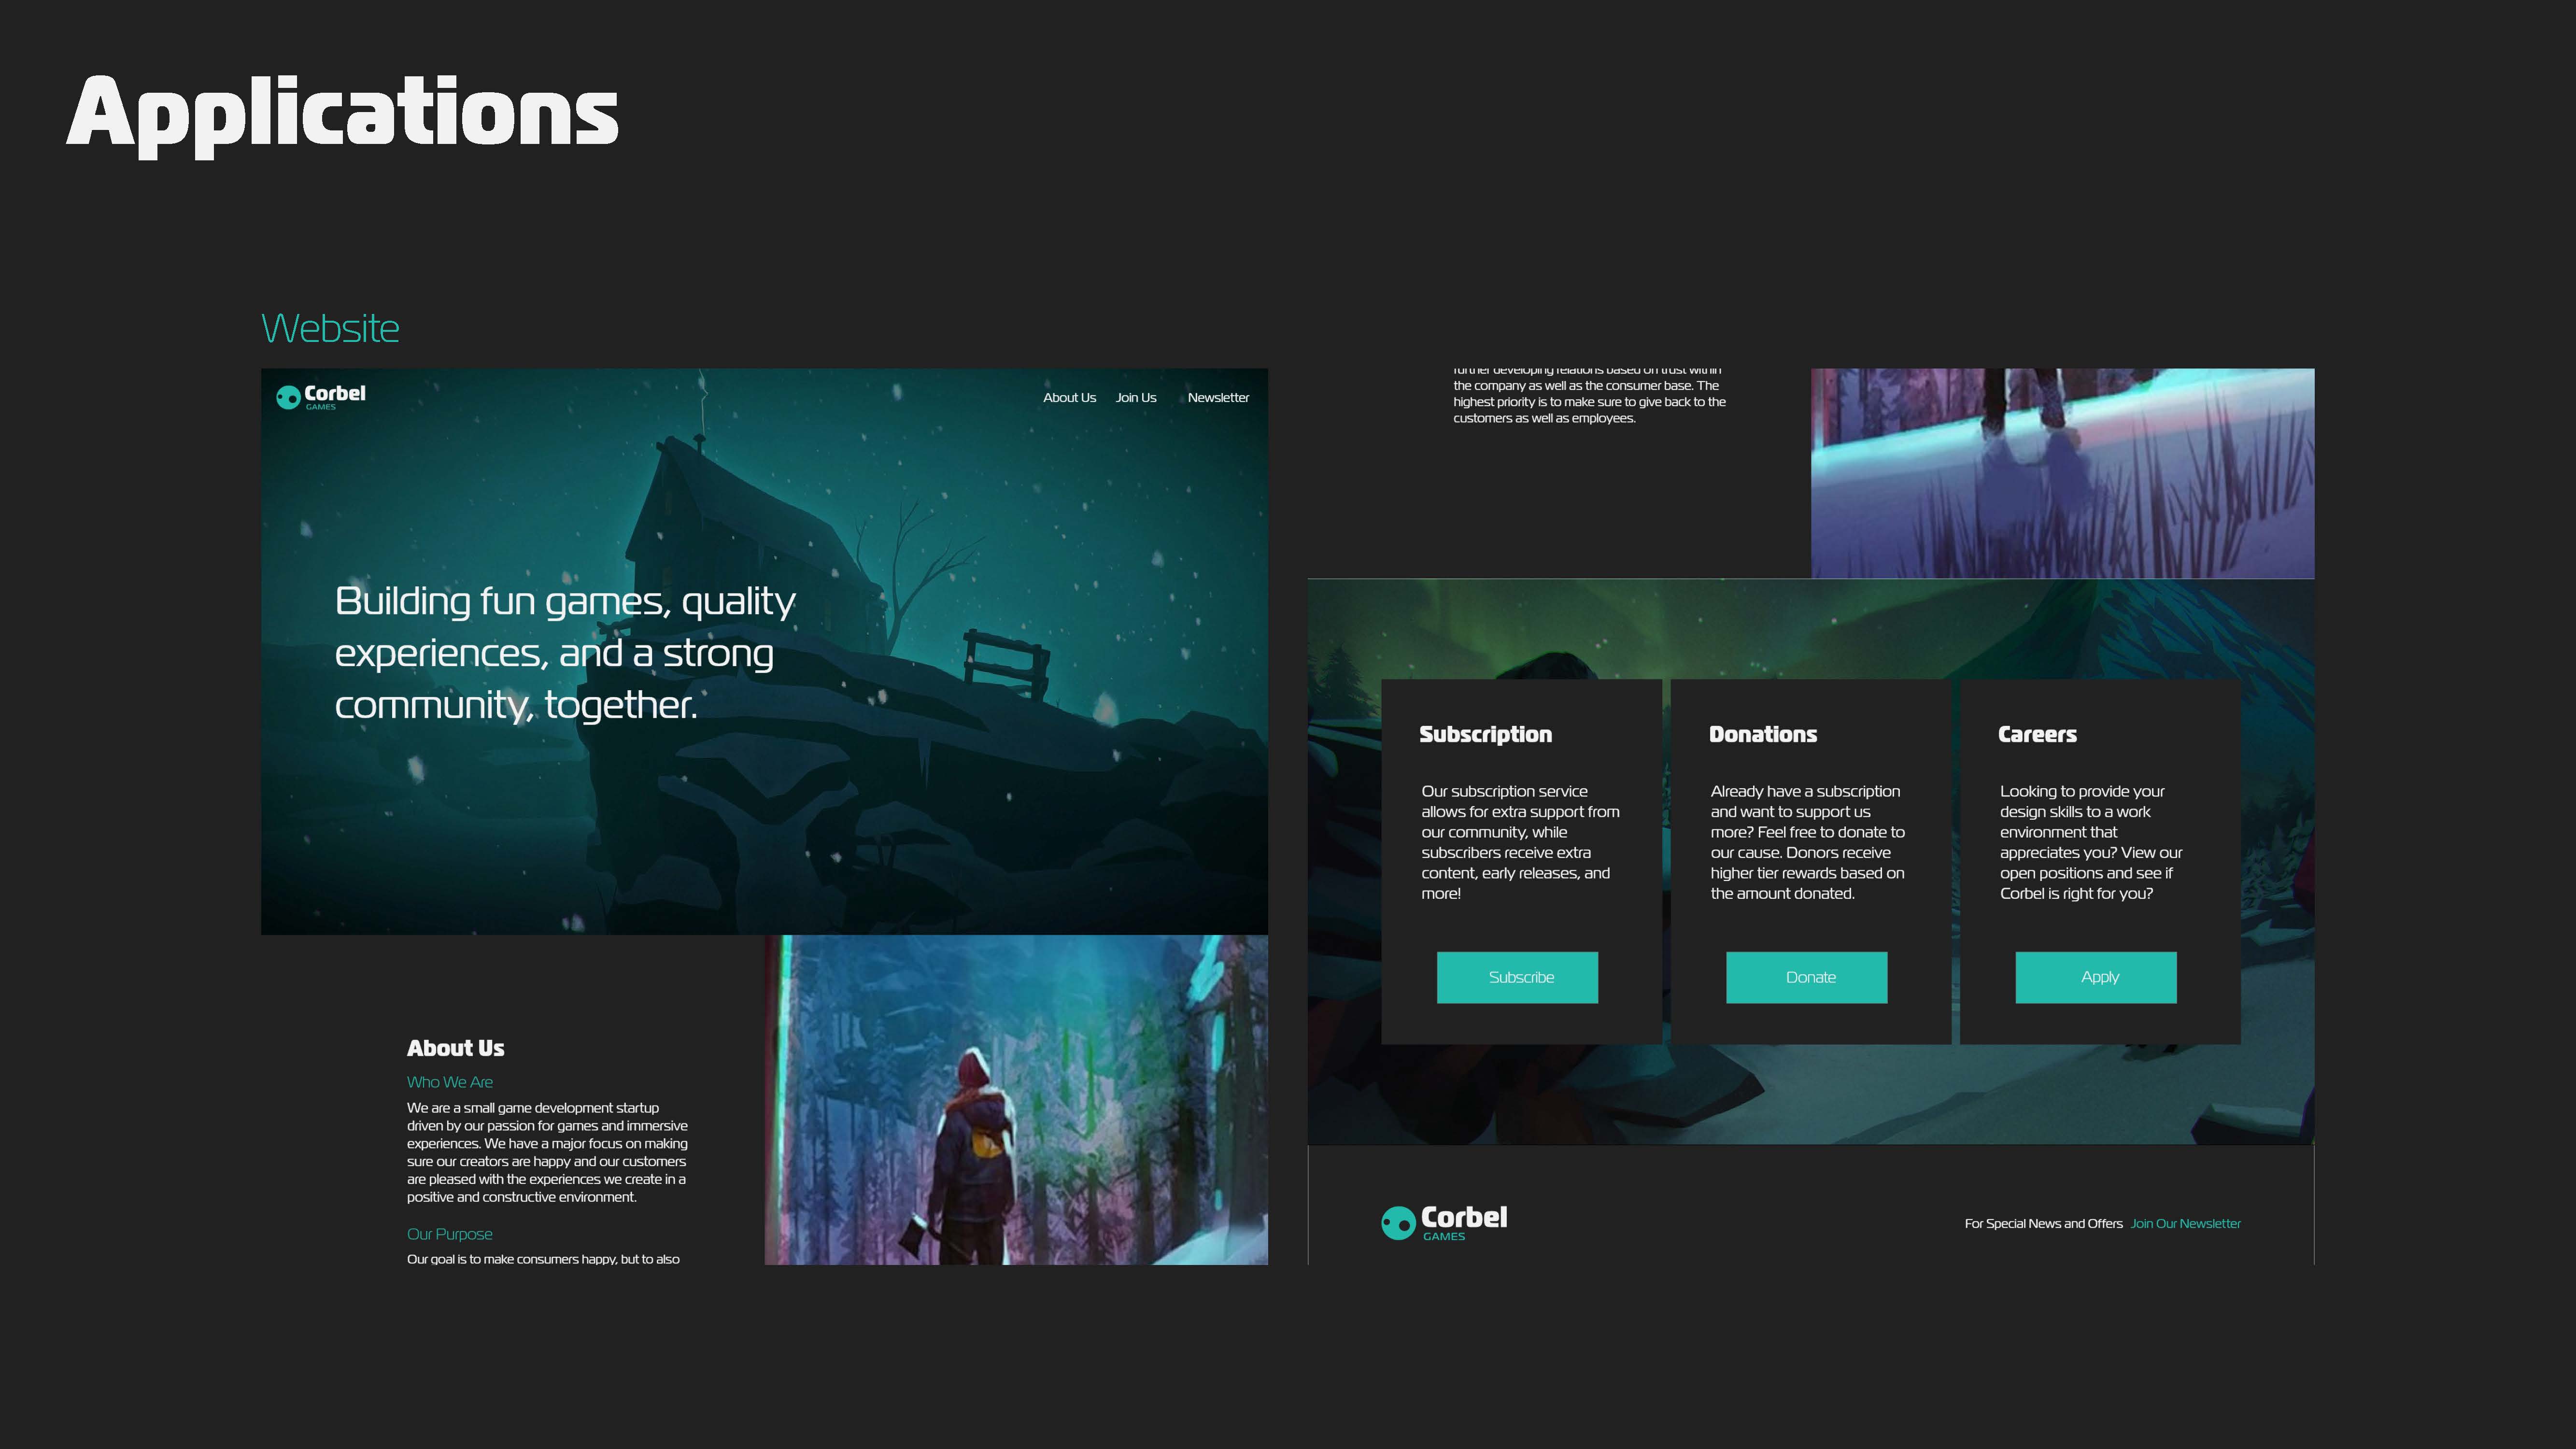 Applications
Website
Corbel
GAMES
About Us
Join Us
Newsletter
Building fun games, quality
experiences, and a strong
community, together.
About Us
Who We Are
We are a small game development startup
driven by our passion for games and immersive
experiences. We have a major focus on making
sure our creators are happy and our customers
are pleased with the experiences we create in a
positive and constructive environment.
Our Purpose
Our goal is to make consumers happy, but to also
further developing relations based on trust within
the company as well as the consumer base. The
highest priority is to make sure to give back to the
customers as well as employees.
Subscription
Our subscription service
allows for extra support from
our community, while
subscribers receive extra
content, early releases, and
more!
Subscribe
Donations
Already have a subscription
and want to support us
more? Feel free to donate to
our cause. Donors receive
higher tier rewards based on
the amount donated.
Donate
Careers
Looking to provide your
design skills to a work
environment that
appreciates you? View our
open positions and see if
Corbel is right for you?
Apply
Corbel
GAMES
For Special News and Offers Join Our Newsletter